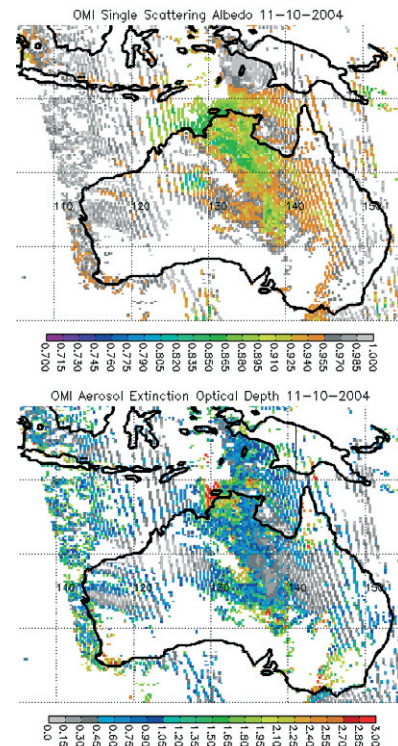 OMI Single Scattering Albedo 11-10-2004
110 120 130 140 150
0.700 0.715 0.730 0.745 0.760 0.775 0.790 0.805 0.820 0.835 0.850 0.865 0.880 0.895 0.910 0.925 0.940 0.955 0.970 0.985 1.000
OMI Aerosol Extinction Optical Depth 11-10-2004
110 120 130 140 150
0.0 0.15 0.30 0.45 0.60 0.75 0.90 1.05 1.20 1.35 1.50 1.65 1.80 1.95 2.10 2.25 2.40 2.55 2.70 2.85 3.00